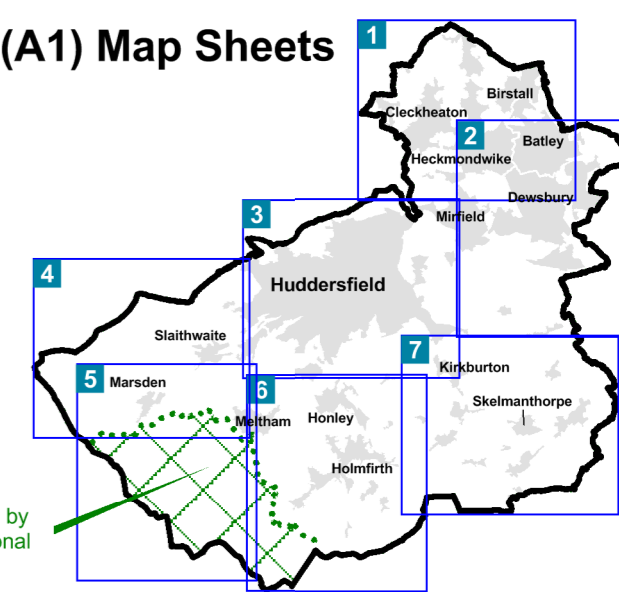 (A1) Map Sheets
1
Birstall
Cleckheaton
2
Batley
Heckmondwike
Dewsbury
3
Mirfield
4
Huddersfield
Slaithwaite
7
Kirkburton
5
Marsden
6
Skelmanthorpe
Meltham
Honley
Holmfirth
by
onal